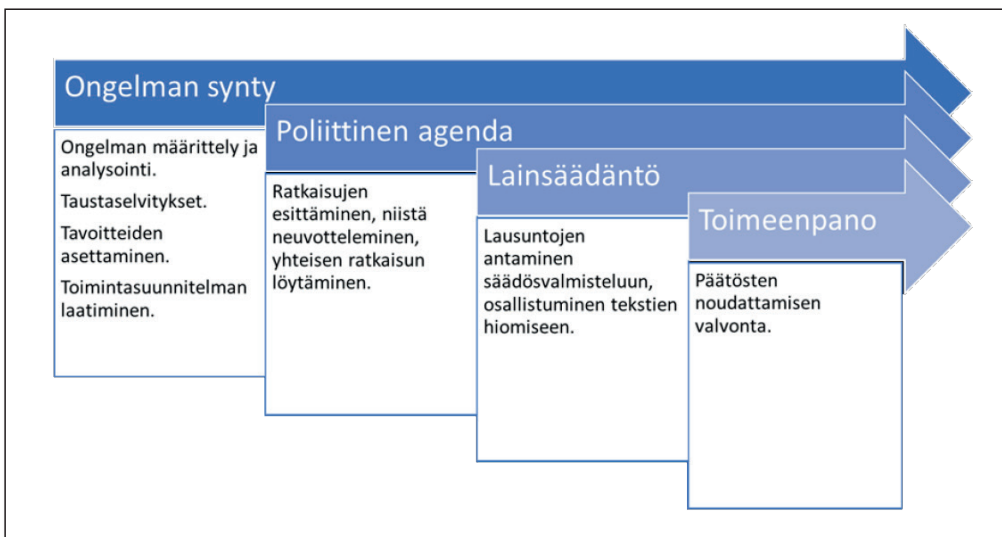 Ongelman synty
Ongelman määrittely ja
analysointi.
Taustaselvitykset.
Tavoitteiden
asettaminen.
Toimintasuunnitelman
laatiminen.
Poliittinen agenda
Ratkaisujen
esittäminen, niistä
neuvotteleminen,
yhteisen ratkaisun
löytäminen.
Lainsäädäntö
Lausuntojen
antaminen
säädösvalmisteluun,
osallistuminen tekstien
hiomiseen.
Toimeenpano
Päätösten
noudattamisen
valvonta.